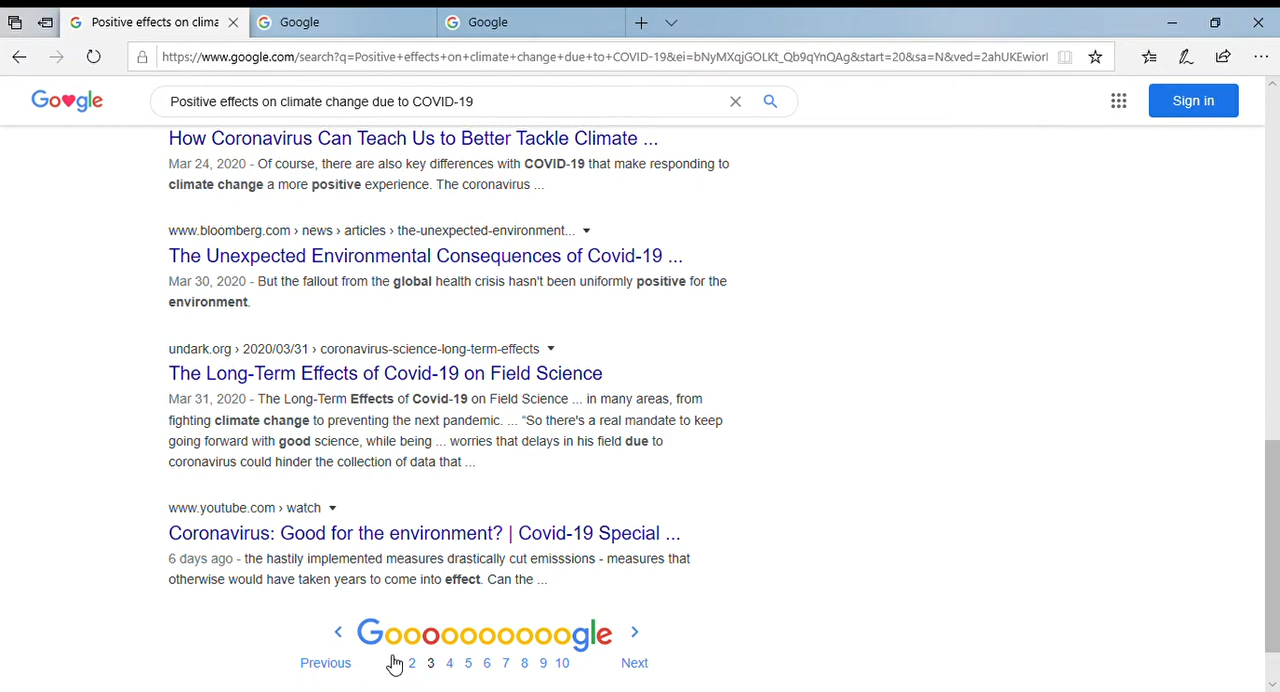 Positive effects on clima
Google
Google
https://www.google.com/search?q=Positive+effects+on+climate+change+due+to+COVID-19&ei=bNyMXqjGOLKt_Qb9qYnQAg&start=20&sa=N&ved=2ahUKEwiorI
Google
Positive effects on climate change due to COVID-19
Sign in
How Coronavirus Can Teach Us to Better Tackle Climate ...
Mar 24, 2020 - Of course, there are also key differences with COVID-19 that make responding to
climate change a more positive experience. The coronavirus ...
www.bloomberg.com › news › articles › the-unexpected-environment...
The Unexpected Environmental Consequences of Covid-19 ...
Mar 30, 2020 - But the fallout from the global health crisis hasn't been uniformly positive for the
environment.
undark.org › 2020/03/31 › coronavirus-science-long-term-effects
The Long-Term Effects of Covid-19 on Field Science
Mar 31, 2020 - The Long-Term Effects of Covid-19 on Field Science ... in many areas, from
fighting climate change to preventing the next pandemic. ... “So there's a real mandate to keep
going forward with good science, while being ... worries that delays in his field due to
coronavirus could hinder the collection of data that ...
www.youtube.com › watch
Coronavirus: Good for the environment? | Covid-19 Special ...
6 days ago - the hastily implemented measures drastically cut emisssions - measures that
otherwise would have taken years to come into effect. Can the ...
‹ Goooooooooogle ›
Previous 2 3 4 5 6 7 8 9 10 Next